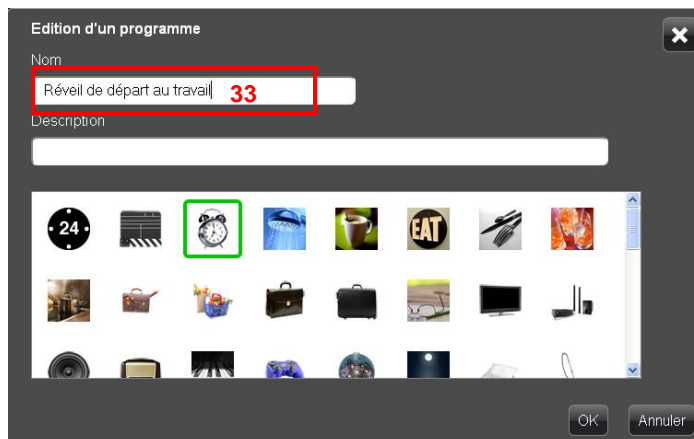 Edition d'un programme
Nom
Réveil de départ au travail 33
Description
24
EAT
OK Annuler